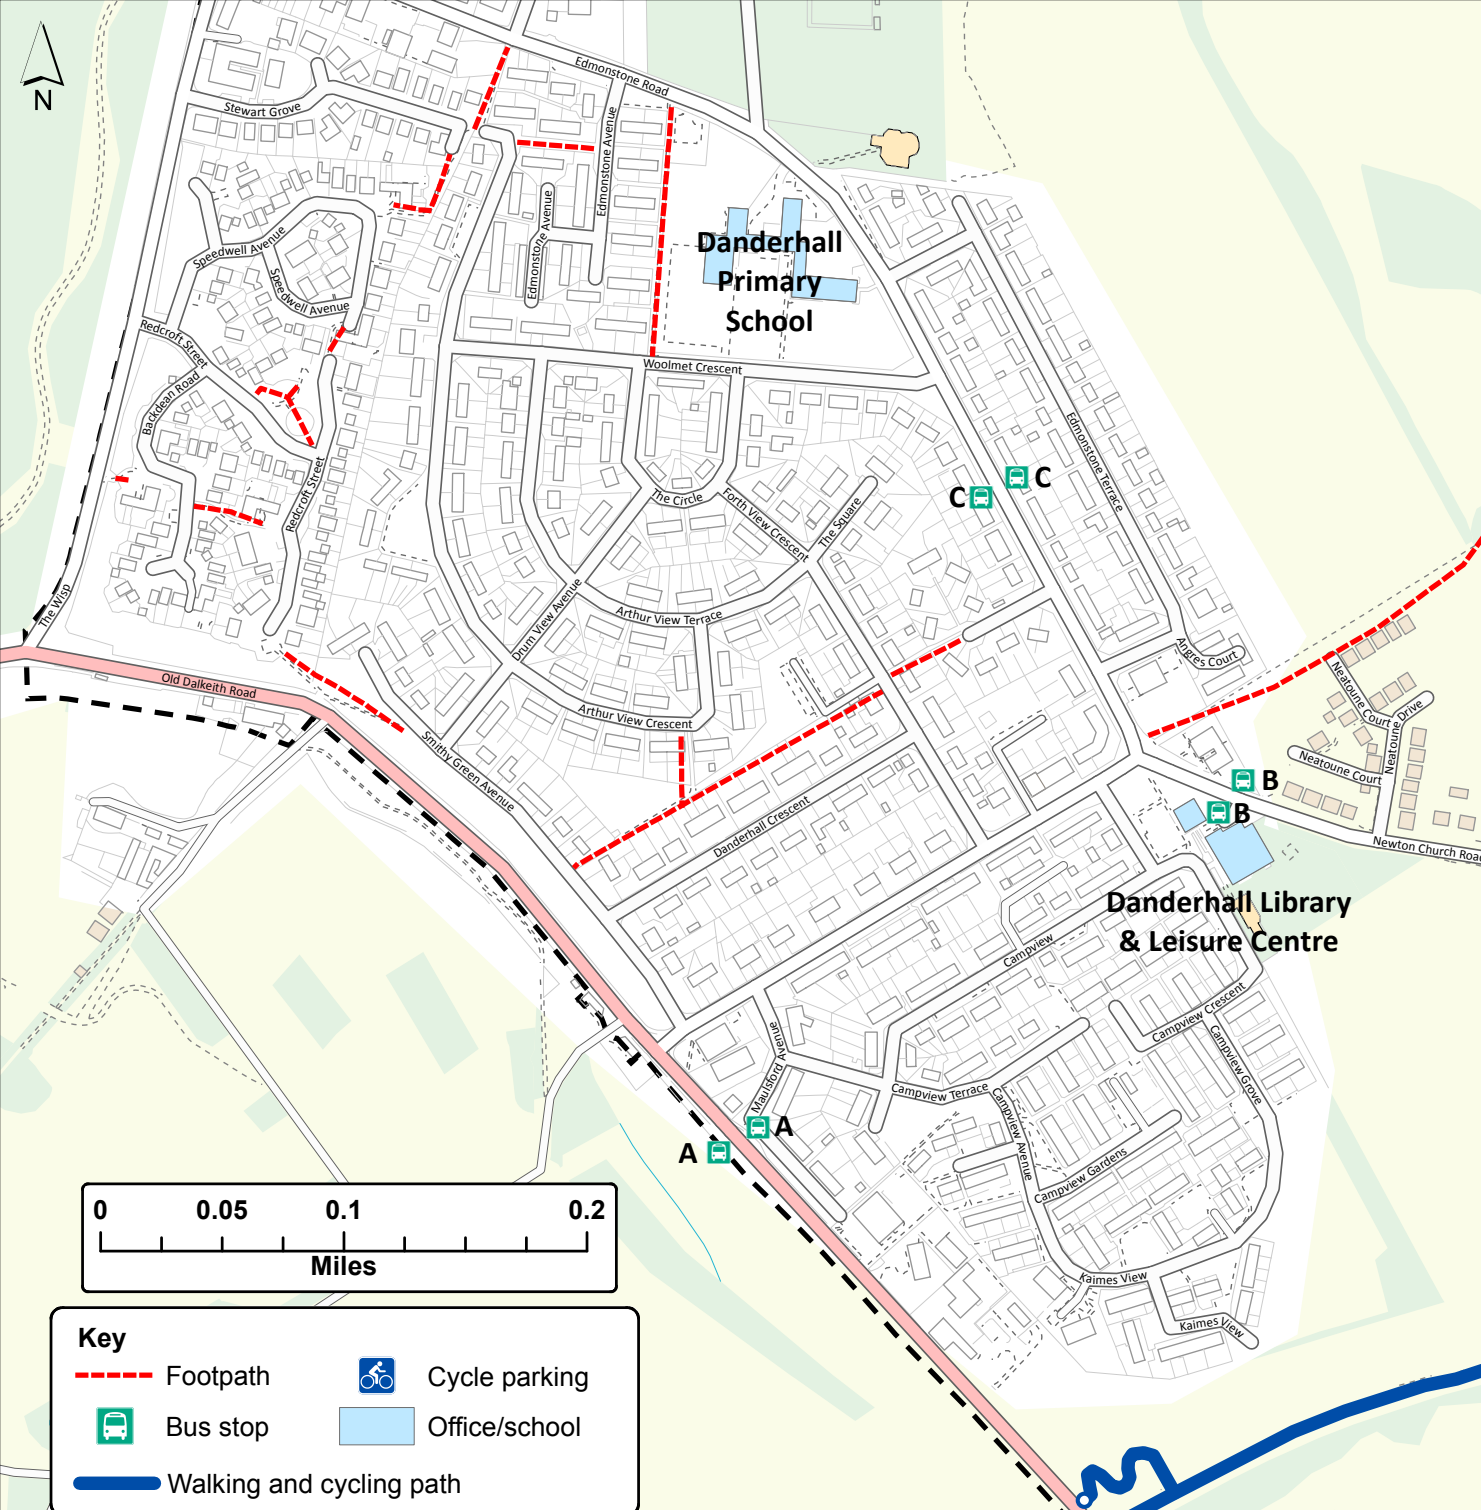 N
Edmonstone Road
Stewart Grove
Edmonstone Avenue
Edmonstone Avenue
Speedwell Avenue
Speedwell Avenue
Danderhall
Primary
School
Redcroft Street
Backdean Road
Woolmet Crescent
Redcroft Street
The Circle
Forth View Crescent
The Square
Edmonstone Terrace
C
C
The Wisp
Drum View Avenue
Arthur View Terrace
Angres Court
Old Dalkeith Road
Arthur View Crescent
Smithy Green Avenue
Neatoune Court
Neatoune Drive
Neatoune Court
B
B
Danderhall Crescent
Newton Church Road
Danderhall Library
& Leisure Centre
Campview
Campview Crescent
Campview Grove
Maulsford Avenue
Campview Terrace
Campview Avenue
A
A
Campview Gardens
Kaimes View
Kaimes View
0 0.05 0.1 0.2
Miles
Key
Footpath
Cycle parking
Bus stop
Office/school
Walking and cycling path